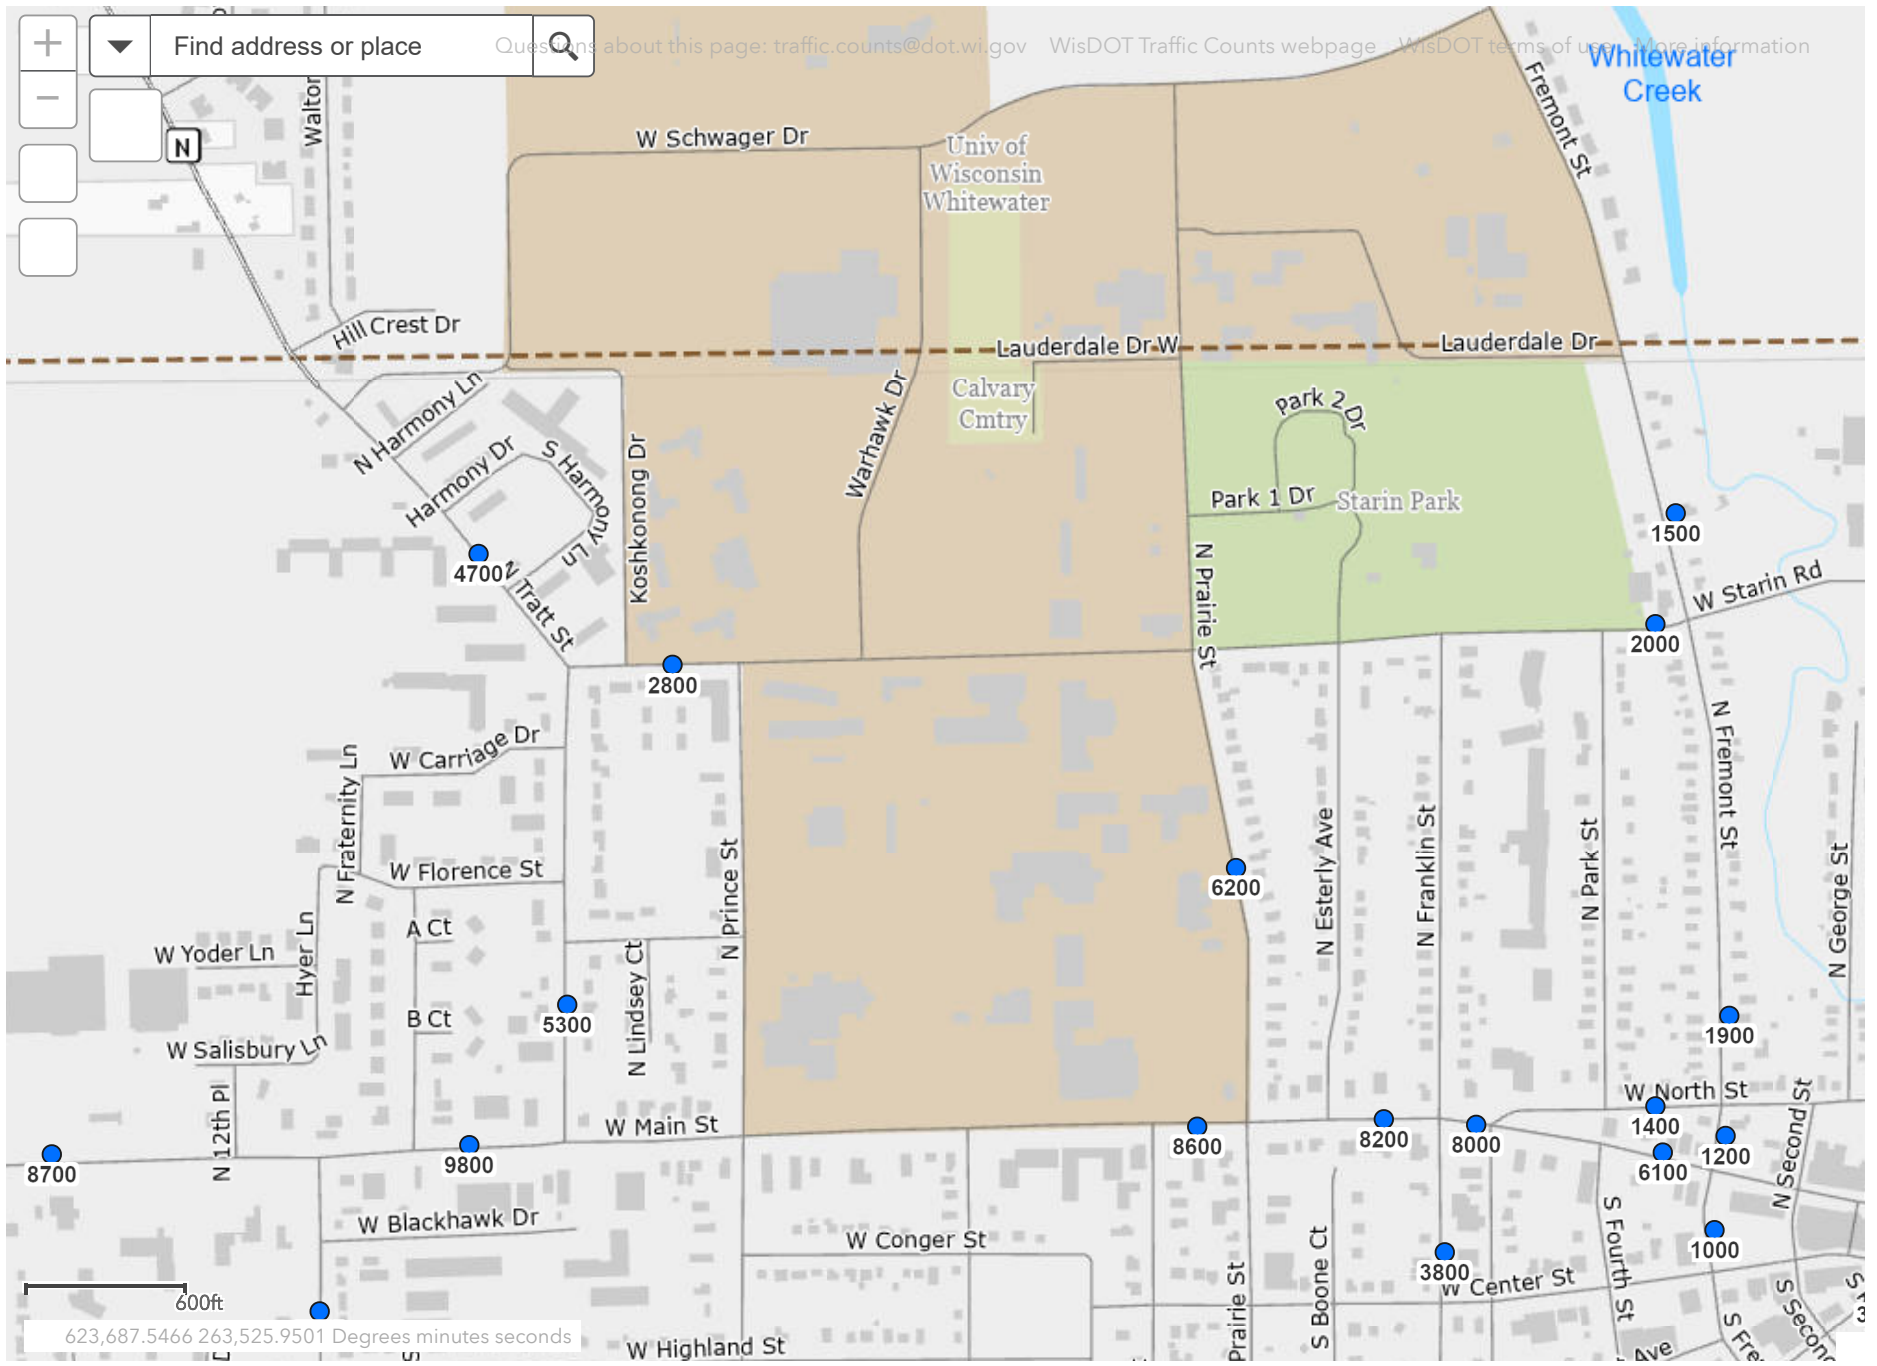 +
−
Find address or place
Questions about this page: traffic.counts@dot.wi.gov
WisDOT Traffic Counts webpage
WisDOT terms of use
More information
Whitewater
Creek
Fremont St
N
W Schwager Dr
Univ of
Wisconsin
Whitewater
Hill Crest Dr
Lauderdale Dr W
Lauderdale Dr
N Harmony Ln
Harmony Dr
S Harmony Ln
Koshkonong Dr
Warhawk Dr
Calvary
Cmtry
Park 2 Dr
Park 1 Dr
Starin Park
1500
4700
N Tratt St
N Prairie St
W Starin Rd
2000
2800
W Carriage Dr
N Fraternity Ln
N Fremont St
W Florence St
N Prince St
6200
N Esterly Ave
N Franklin St
N Park St
N George St
A Ct
W Yoder Ln
Hyer Ln
B Ct
5300
N Lindsey Ct
1900
W Salisbury Ln
N 12th Pl
W Main St
W North St
1400
N Second St
8700
9800
8600
8200
8000
6100
1200
W Blackhawk Dr
W Conger St
S Boone Ct
3800
W Center St
S Fourth St
1000
600ft
623,687.5466 263,525.9501 Degrees minutes seconds
W Highland St
Prairie St
Ave